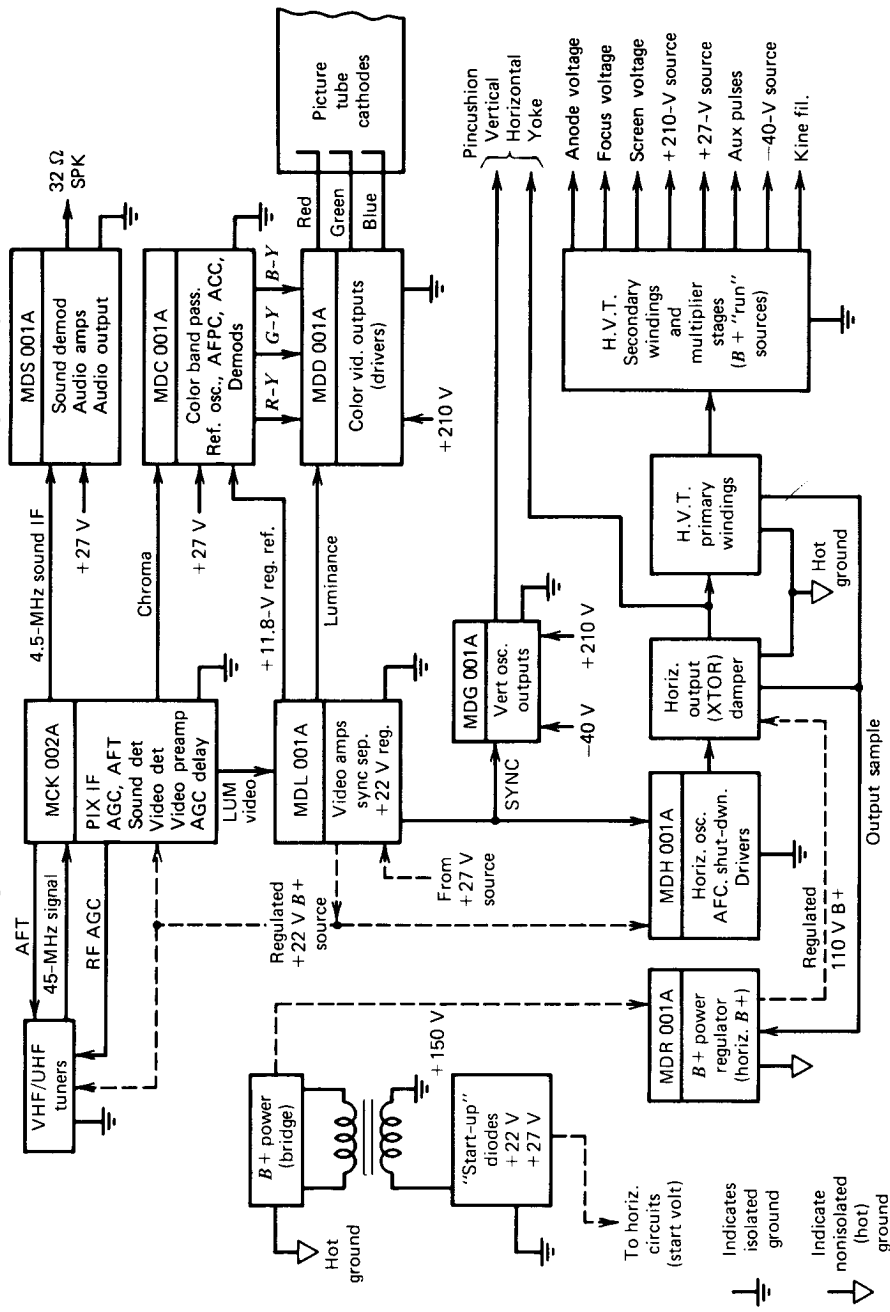 VHF/UHF
tuners
AFT
45-MHz signal
RF AGC
MCK 002A
PIX IF
AGC, AFT
Sound det
Video det
Video preamp
AGC delay
4.5-MHz sound IF
+27 V
MDS 001A
Sound demod
Audio amps
Audio output
32 Ω
SPK
Chroma
+27 V
MDC 001A
Color band pass.
Ref. osc., AFPC, ACC,
Demods
R-Y
G-Y
B-Y
LUM
video
+11.8-V reg. ref.
MDL 001A
Video amps
sync sep.
+22 V reg.
Luminance
MDD 001A
Color vid. outputs
(drivers)
+210 V
Red
Green
Blue
Picture
tube
cathodes
Regulated
+22 V B+
source
From
+27 V
source
SYNC
MDG 001A
Vert osc.
outputs
−40 V
+210 V
Pincushion
Vertical
Horizontal
Yoke
B+ power
(bridge)
Hot
ground
+150 V
"Start-up"
diodes
+22 V
+27 V
To horiz.
circuits
(start volt)
MDR 001A
B+ power
regulator
(horiz. B+)
Regulated
110 V B+
MDH 001A
Horiz. osc.
AFC. shut-dwn.
Drivers
Horiz.
output
(XTOR)
damper
H.V.T.
primary
windings
Hot
ground
Output sample
H.V.T.
Secondary
windings
and
multiplier
stages
(B+ "run"
sources)
Anode voltage
Focus voltage
Screen voltage
+210-V source
+27-V source
Aux pulses
−40-V source
Kine fil.
Indicates
isolated
ground
Indicate
nonisolated
(hot)
ground